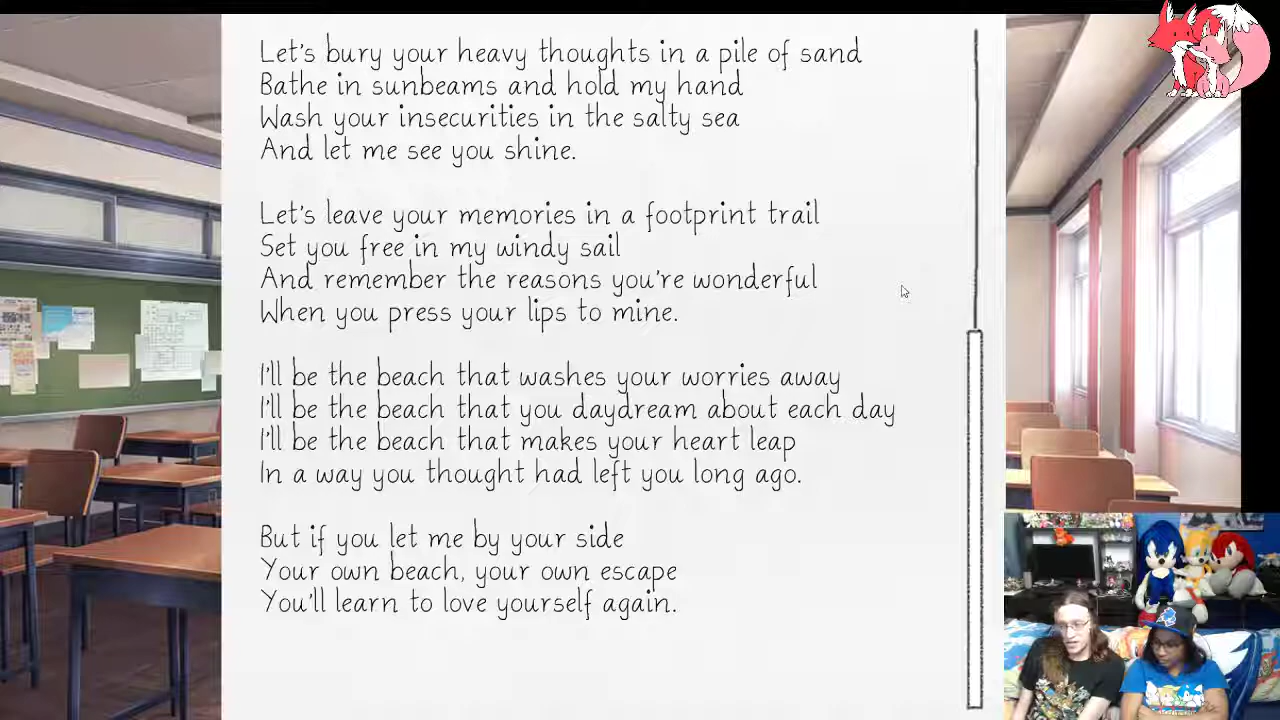 Let's bury your heavy thoughts in a pile of sand
Bathe in sunbeams and hold my hand
Wash your insecurities in the salty sea
And let me see you shine.
Let's leave your memories in a footprint trail
Set you free in my windy sail
And remember the reasons you're wonderful
When you press your lips to mine.
I'll be the beach that washes your worries away
I'll be the beach that you daydream about each day
I'll be the beach that makes your heart leap
In a way you thought had left you long ago.
But if you let me by your side
Your own beach, your own escape
You'll learn to love yourself again.